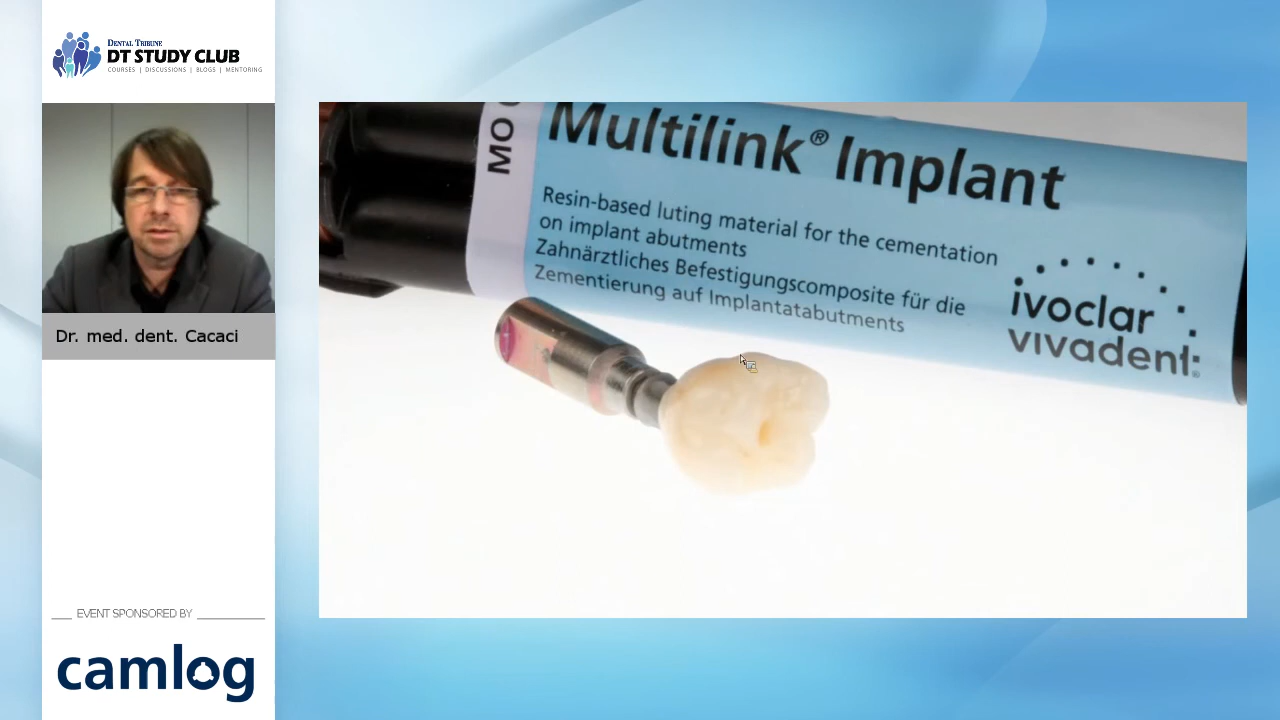 DENTAL TRIBUNE
DT STUDY CLUB
COURSES | DISCUSSIONS | BLOGS | MENTORING
Dr. med. dent. Cacaci
EVENT SPONSORED BY
camlog
MO
Multilink® Implant
Resin-based luting material for the cementation
on implant abutments
Zahnärztliches Befestigungscomposite für die
Zementierung auf Implantatabutments
ivoclar
vivadent®